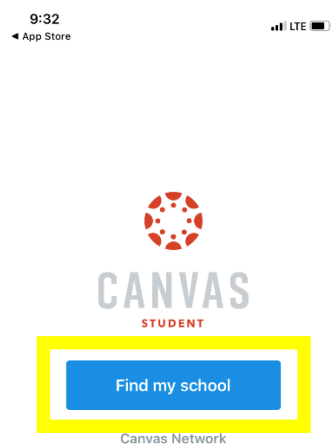 9:32
LTE
◄ App Store
CANVAS
STUDENT
Find my school
Canvas Network